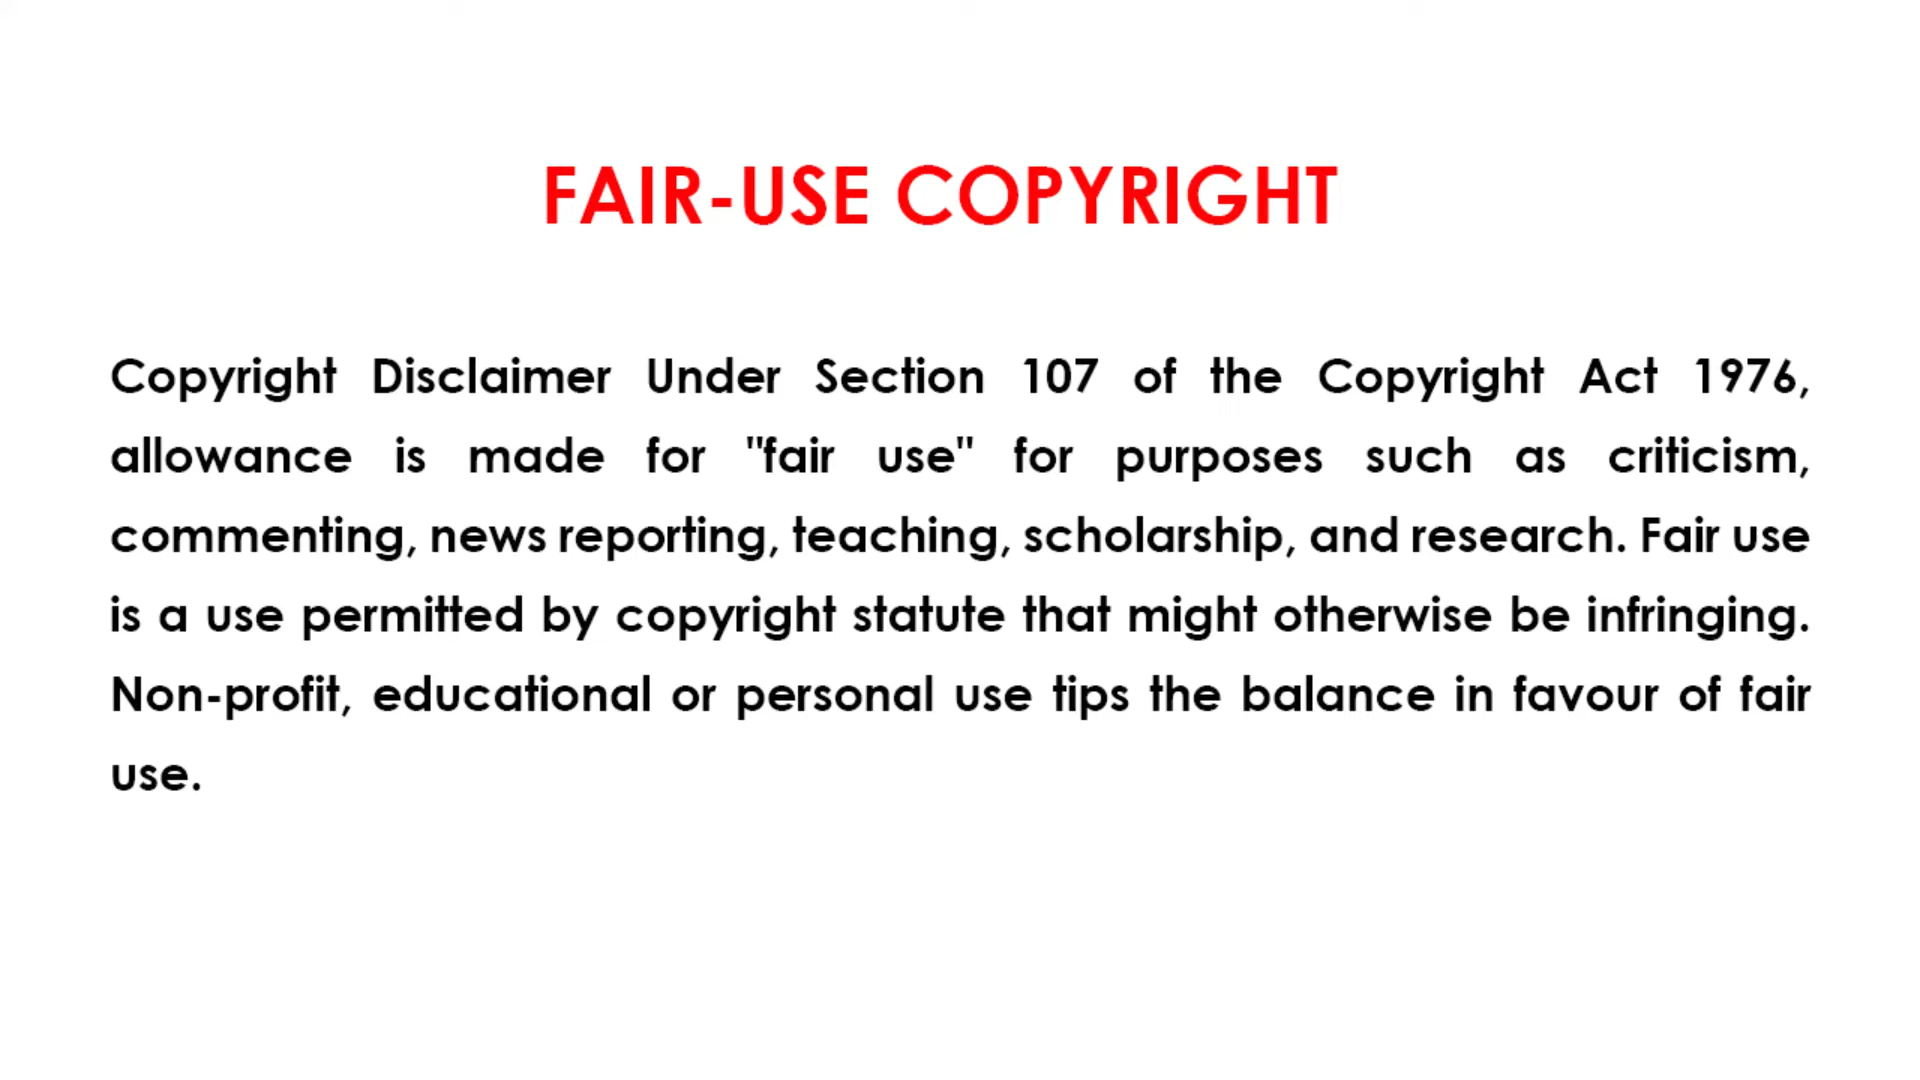 FAIR-USE COPYRIGHT
Copyright Disclaimer Under Section 107 of the Copyright Act 1976,
allowance is made for "fair use" for purposes such as criticism,
commenting, news reporting, teaching, scholarship, and research. Fair use
is a use permitted by copyright statute that might otherwise be infringing.
Non-profit, educational or personal use tips the balance in favour of fair
use.